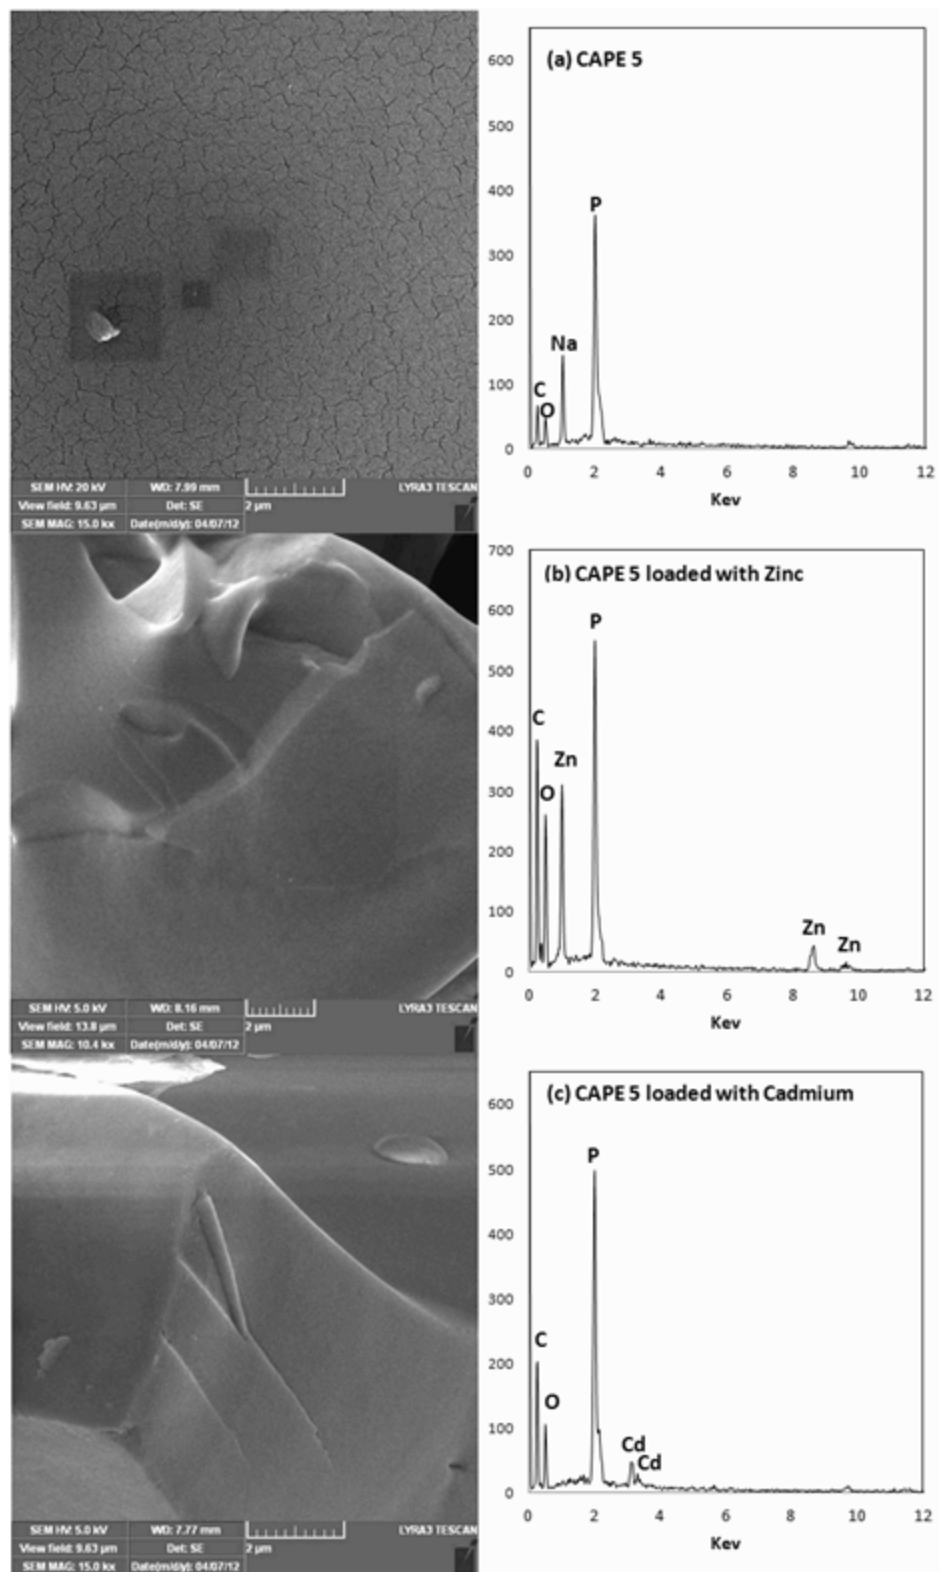 (a) CAPE 5
600
500
400
300
200
100
0
P
Na
C
O
0 2 4 6 8 10 12
Kev
SEM HV: 20 kV WD: 7.99 mm LYRA3 TESCAN
View field: 9.63 µm Det: SE 2 µm
SEM MAG: 15.0 kx Date(m/d/y): 04/07/12
(b) CAPE 5 loaded with Zinc
700
600
500
400
300
200
100
0
P
C
Zn
O
Zn
Zn
0 2 4 6 8 10 12
Kev
SEM HV: 5.0 kV WD: 8.16 mm LYRA3 TESCAN
View field: 13.8 µm Det: SE 2 µm
SEM MAG: 10.4 kx Date(m/d/y): 04/07/12
(c) CAPE 5 loaded with Cadmium
600
500
400
300
200
100
0
P
C
O
Cd
Cd
0 2 4 6 8 10 12
Kev
SEM HV: 5.0 kV WD: 7.77 mm LYRA3 TESCAN
View field: 9.63 µm Det: SE 2 µm
SEM MAG: 15.0 kx Date(m/d/y): 04/07/12